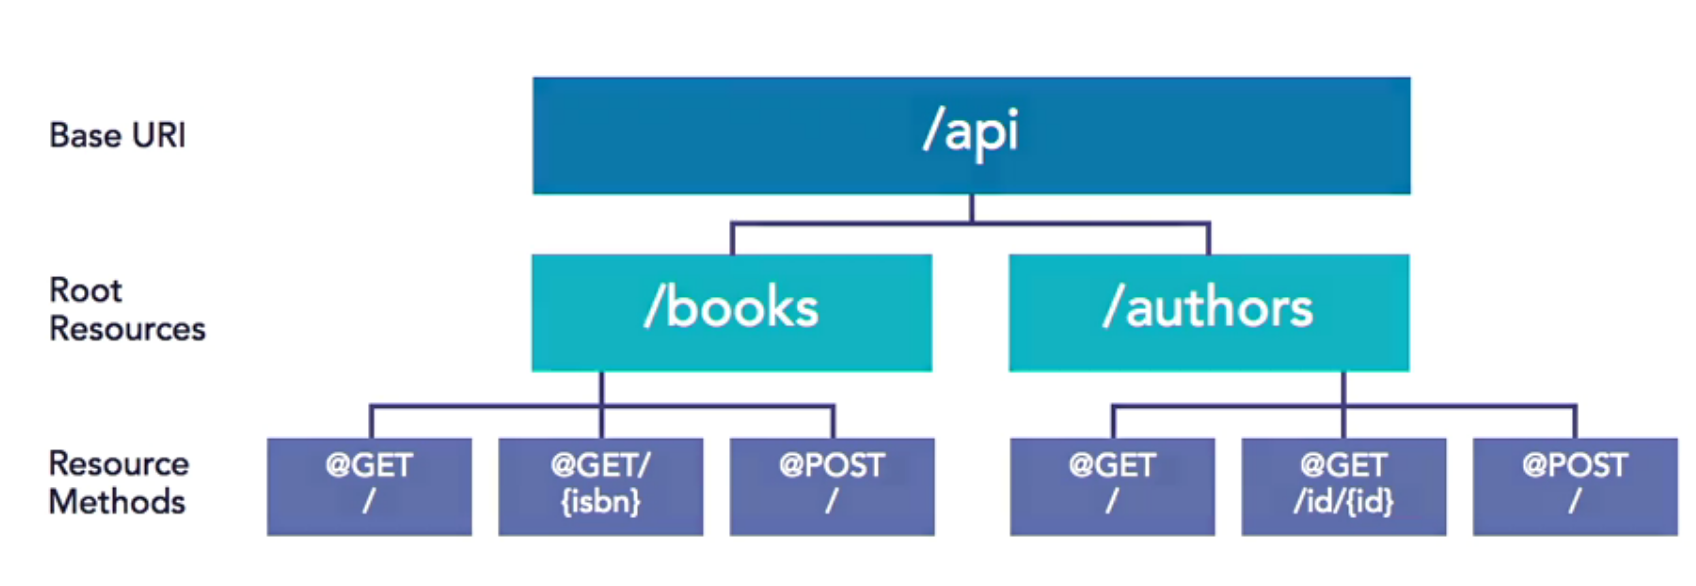 Base URI
/api
Root
Resources
/books
/authors
Resource
Methods
@GET
/
@GET/
{isbn}
@POST
/
@GET
/
@GET
/id/{id}
@POST
/